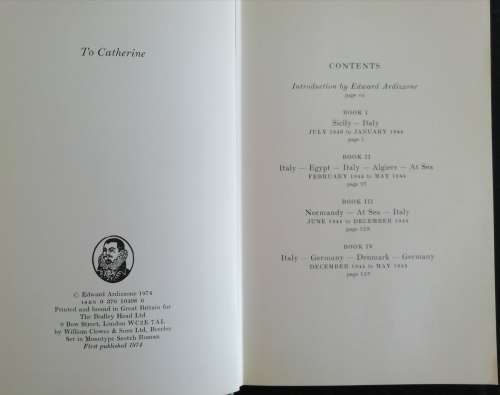 To Catherine
© Edward Ardizzone 1974
ISBN 0 370
Printed and bound in Great Britain for
The Bodley Head Ltd
9 Bow Street, London WC2E 7AL
by William Clowes & Sons Ltd, Beccles
Set in Monotype Scotch Roman
First published 1974
CONTENTS
Introduction by Edward Ardizzone
page
BOOK I
Sicily — Italy
JULY 1943 to JANUARY 1944
page
BOOK II
Italy — Egypt — Italy — Algiers — At Sea
FEBRUARY 1944 to MAY 1944
page
BOOK III
Normandy — At Sea — Italy
JUNE 1944 to DECEMBER 1944
page
BOOK IV
Italy — Germany — Denmark — Germany
DECEMBER 1944 to MAY 1945
page